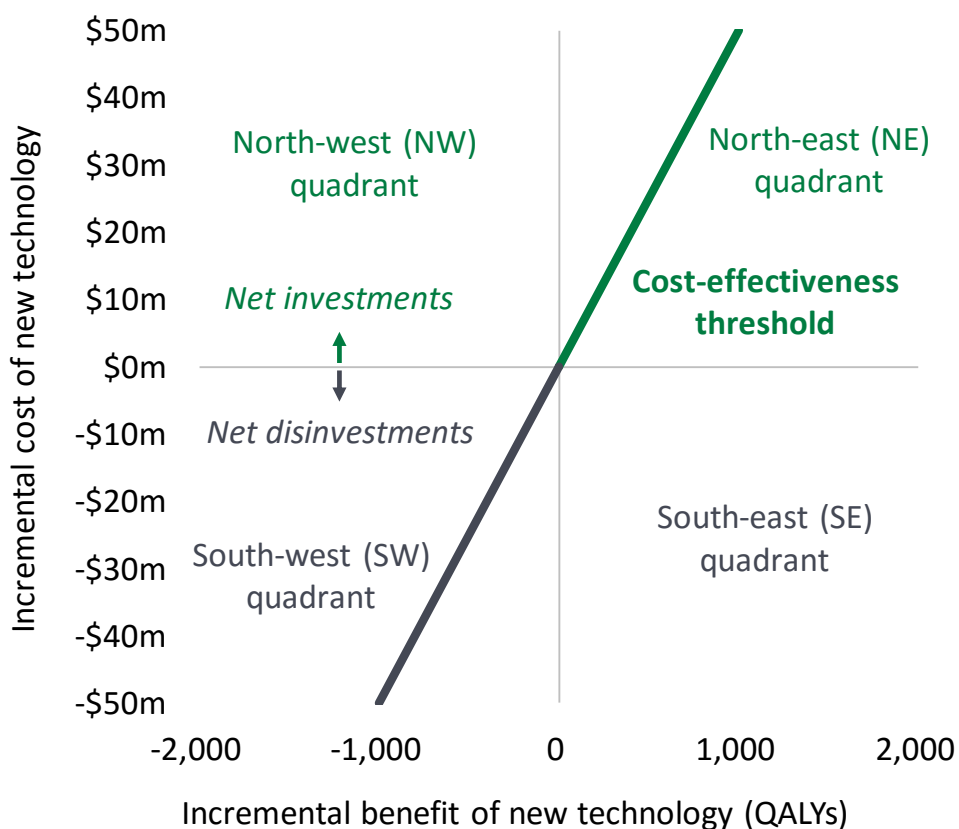 Incremental cost of new technology
$50m
$40m
$30m
$20m
$10m
$0m
-$10m
-$20m
-$30m
-$40m
-$50m
North-west (NW)
quadrant
North-east (NE)
quadrant
Net investments
Cost-effectiveness
threshold
Net disinvestments
South-west (SW)
quadrant
South-east (SE)
quadrant
-2,000
-1,000
0
1,000
2,000
Incremental benefit of new technology (QALYs)